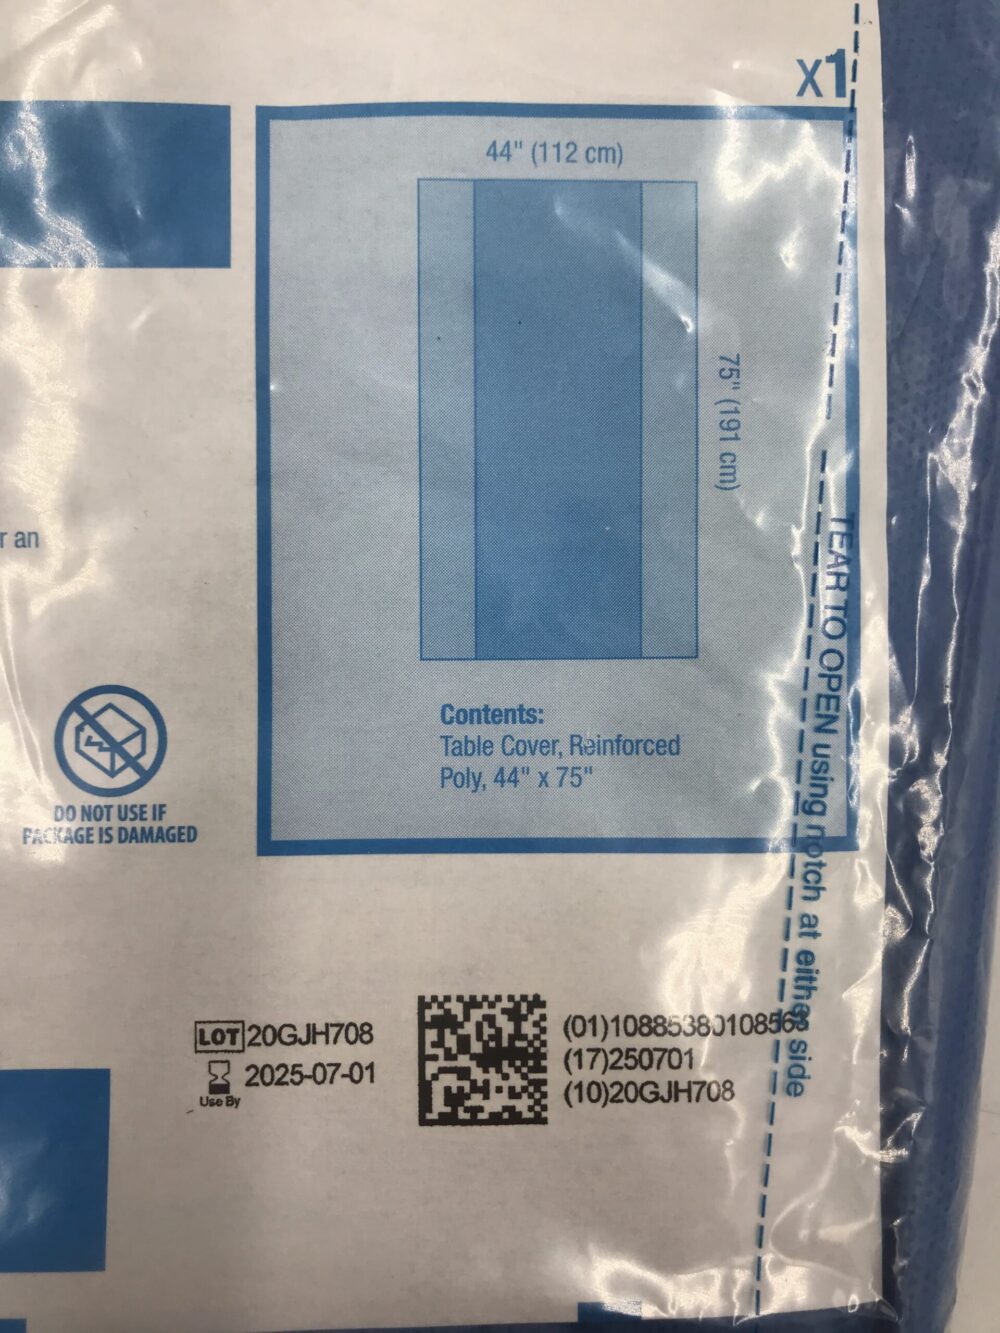 X1
44" (112 cm)
75" (191 cm)
r an
TEAR TO OPEN using notch at either side
Contents:
Table Cover, Reinforced
Poly, 44" x 75"
DO NOT USE IF
PACKAGE IS DAMAGED
LOT 20GJH708
2025-07-01
Use By
(17)250701
(10)20GJH708